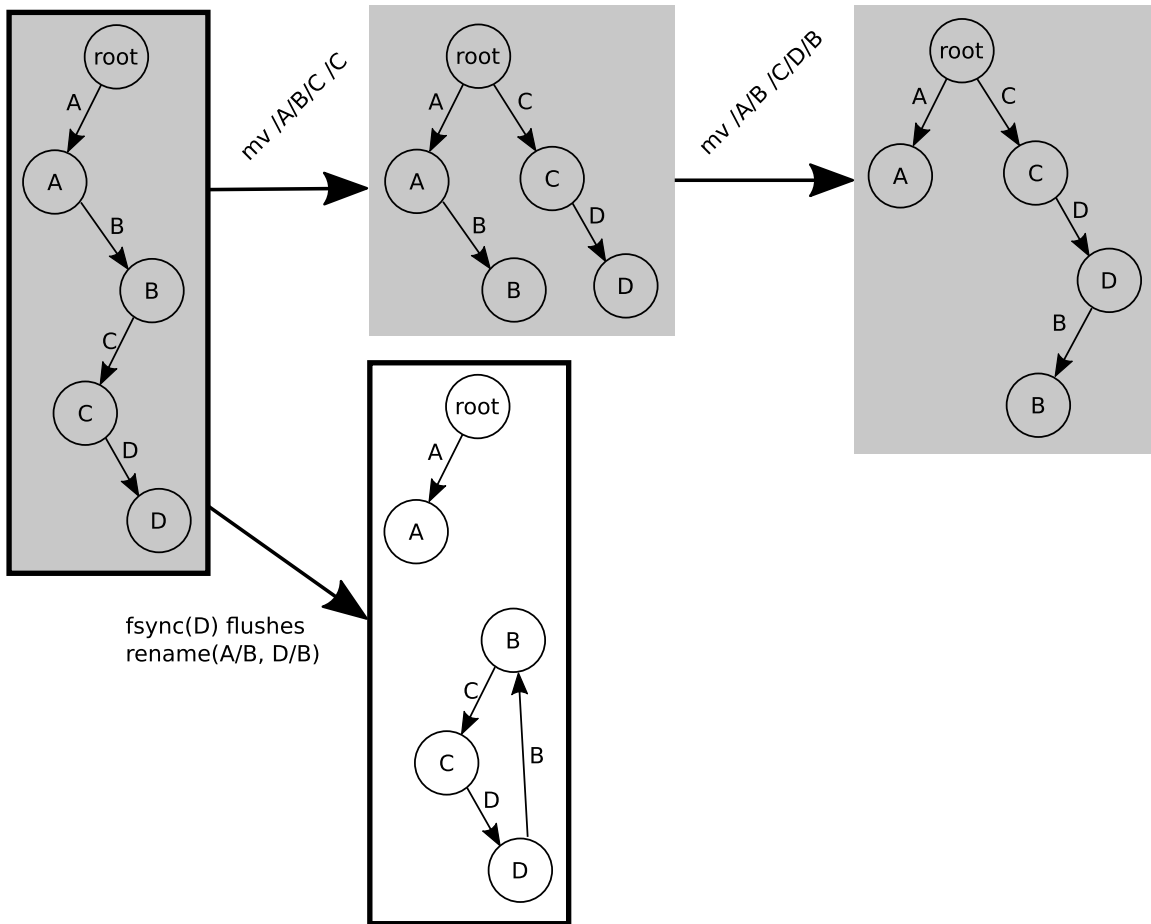 root
A
A
B
B
C
C
D
D
mv /A/B/C /C
root
A
C
A
C
B
D
B
D
mv /A/B /C/D/B
root
A
C
A
C
D
D
B
B
fsync(D) flushes
rename(A/B, D/B)
root
A
A
B
C
C
B
D
D